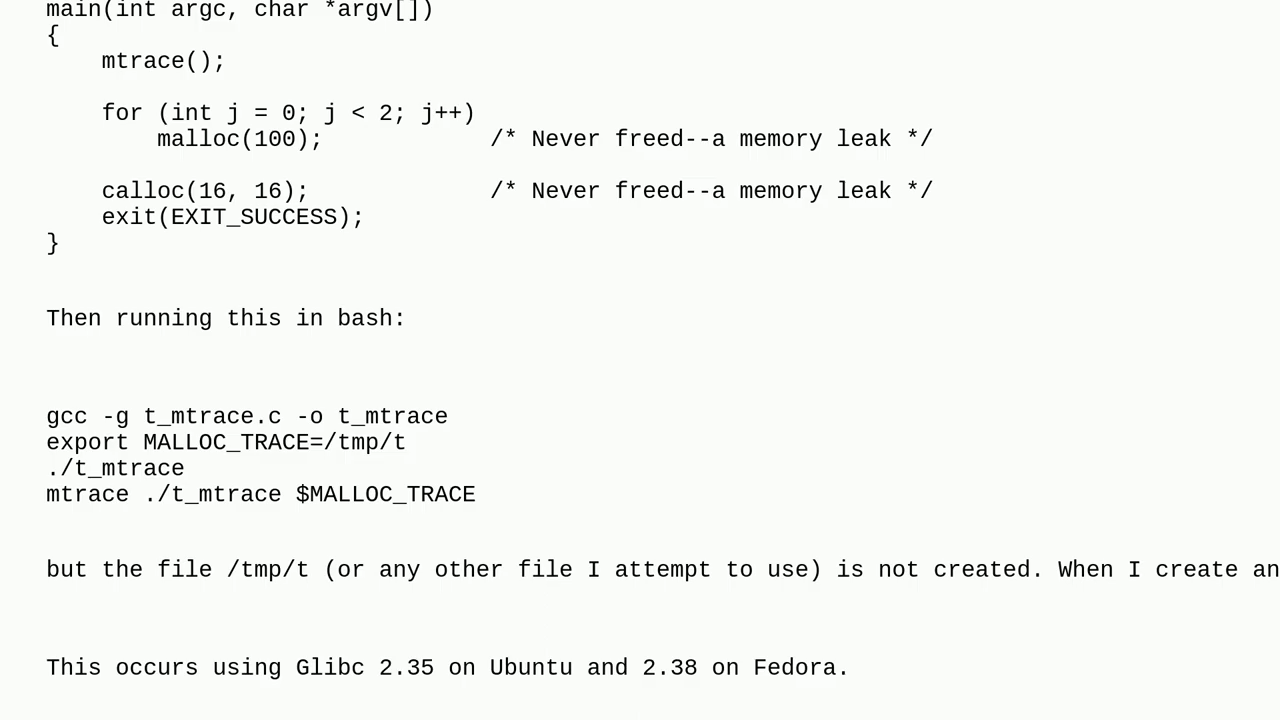 main(int argc, char *argv[])
{
    mtrace();
    for (int j = 0; j < 2; j++)
        malloc(100);            /* Never freed--a memory leak */
    calloc(16, 16);             /* Never freed--a memory leak */
    exit(EXIT_SUCCESS);
}
Then running this in bash:
gcc -g t_mtrace.c -o t_mtrace
export MALLOC_TRACE=/tmp/t
./t_mtrace
mtrace ./t_mtrace $MALLOC_TRACE
but the file /tmp/t (or any other file I attempt to use) is not created. When I create an
This occurs using Glibc 2.35 on Ubuntu and 2.38 on Fedora.